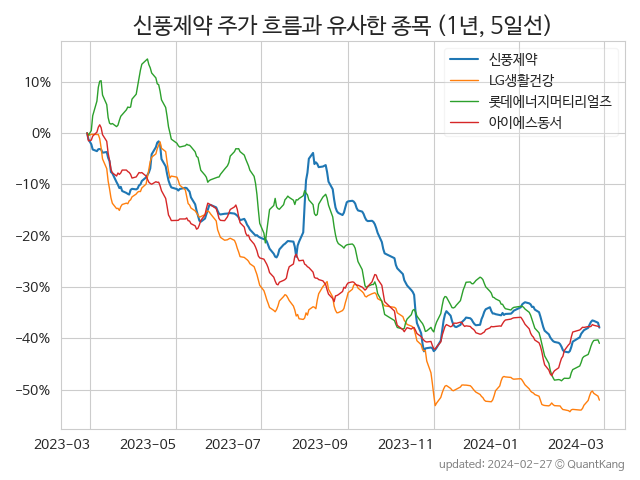 신풍제약 주가 흐름과 유사한 종목 (1년, 5일선)
신풍제약
LG생활건강
롯데에너지머티리얼즈
아이에스동서
10%
0%
−10%
−20%
−30%
−40%
−50%
2023-03 2023-05 2023-07 2023-09 2023-11 2024-01 2024-03
updated: 2024-02-27 © QuantKang